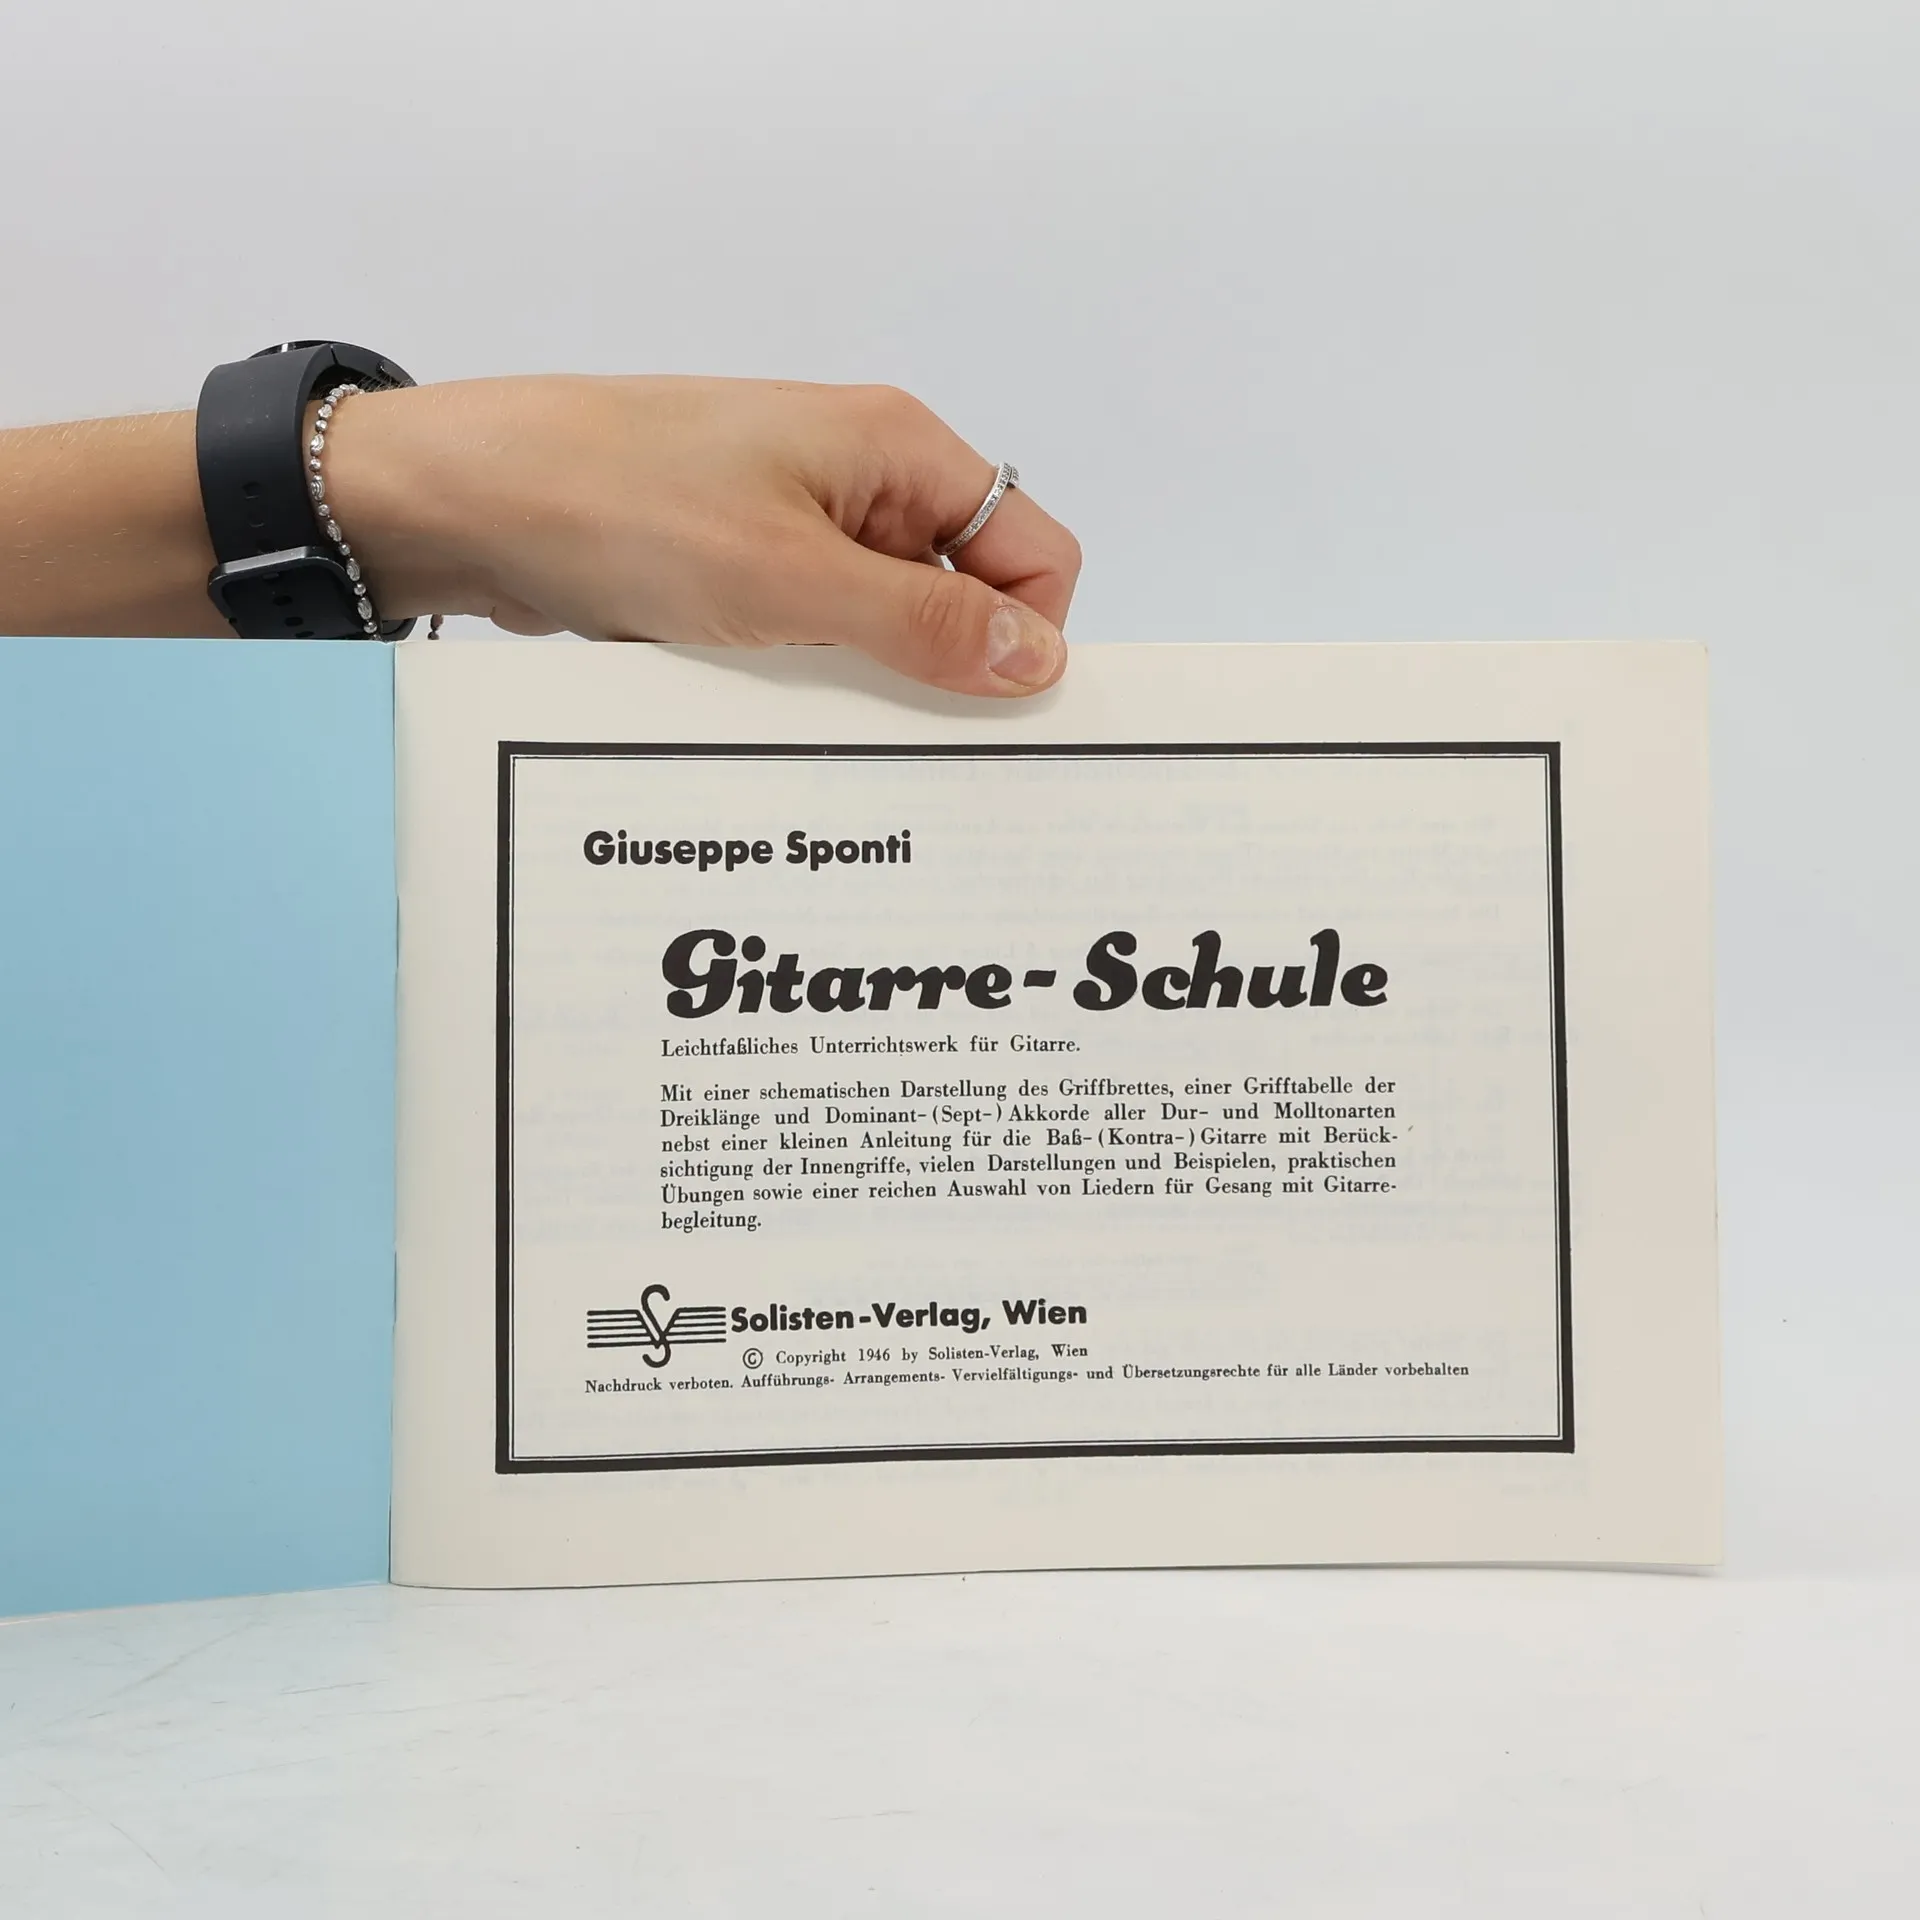 Giuseppe Sponti
Gitarre-Schule
Leichtfaßliches Unterrichtswerk für Gitarre.
Mit einer schematischen Darstellung des Griffbrettes, einer Grifftabelle der
Dreiklänge und Dominant-(Sept-)Akkorde aller Dur- und Molltonarten
nebst einer kleinen Anleitung für die Baß-(Kontra-)Gitarre mit Berück-
sichtigung der Innengriffe, vielen Darstellungen und Beispielen, praktischen
Übungen sowie einer reichen Auswahl von Liedern für Gesang mit Gitarre-
begleitung.
Solisten-Verlag, Wien
© Copyright 1946 by Solisten-Verlag, Wien
Nachdruck verboten. Aufführungs- Arrangements- Vervielfältigungs- und Übersetzungsrechte für alle Länder vorbehalten